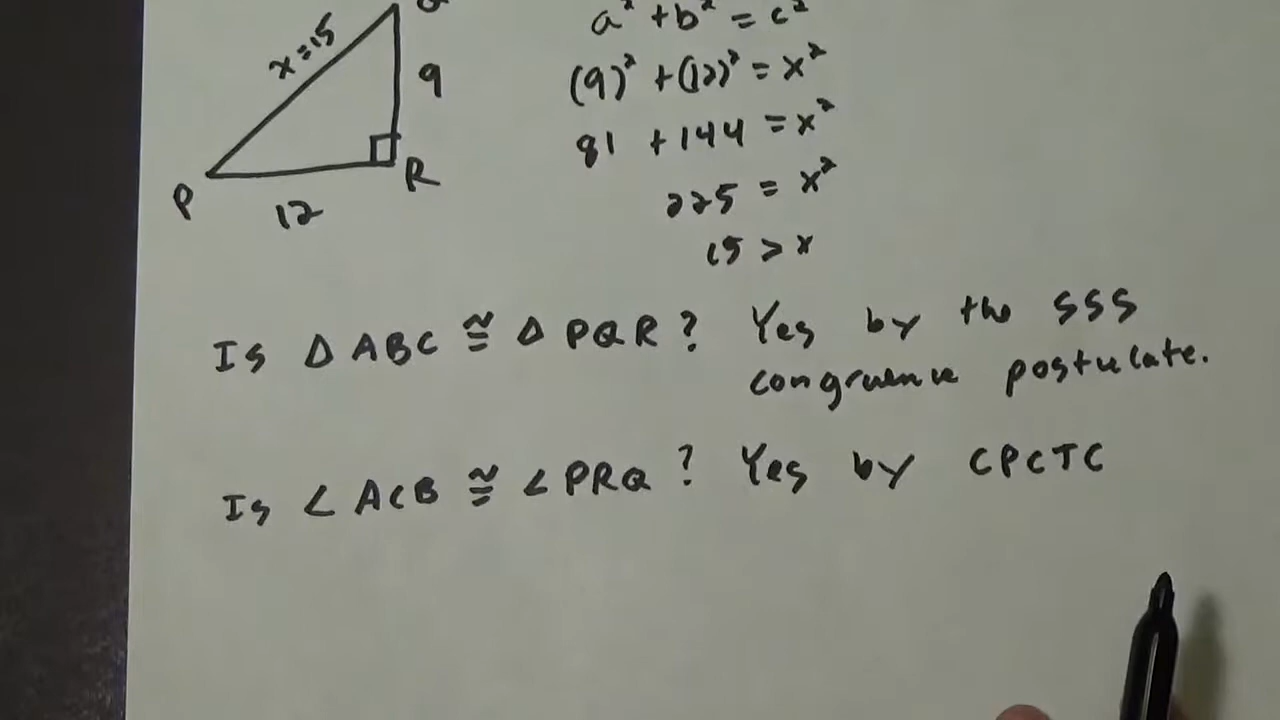 x=15
9
P
R
12
a² + b² = c²
(9)² + (12)² = x²
81 + 144 = x²
225 = x²
15 > x
Is Δ ABC ≅ Δ PQR? Yes by the SSS
congruence postulate.
Is ∠ ACB ≅ ∠ PRQ? Yes by CPCTC